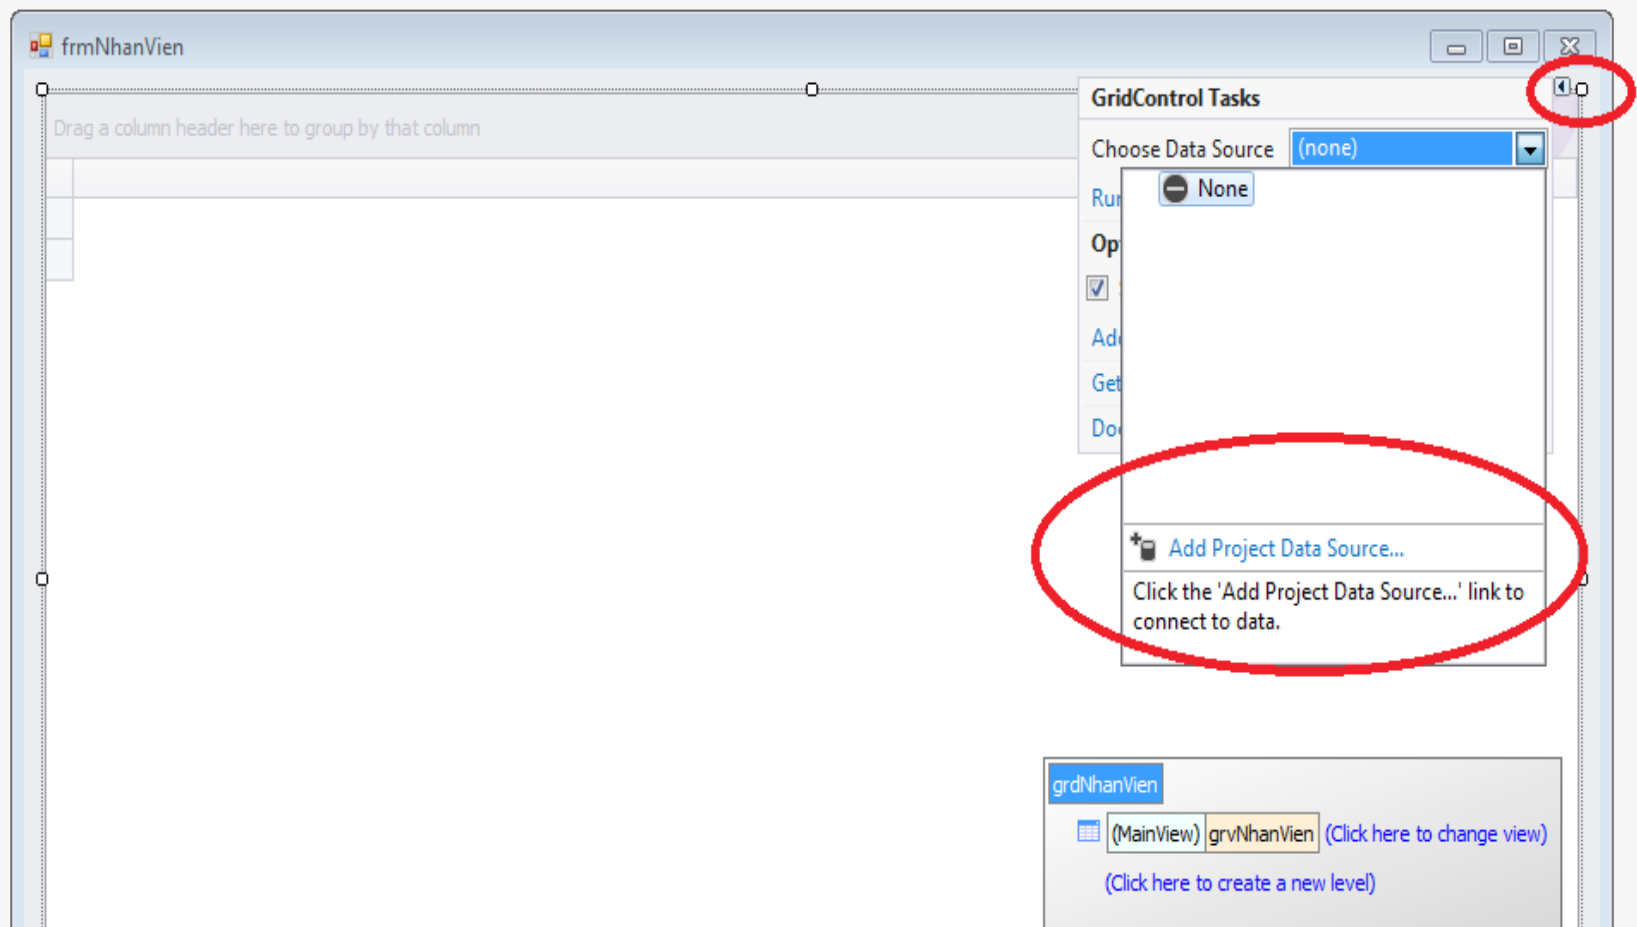 frmNhanVien
GridControl Tasks
Drag a column header here to group by that column
Choose Data Source (none)
None
Add Project Data Source...
Click the 'Add Project Data Source...' link to
connect to data.
grdNhanVien
(MainView) grvNhanVien (Click here to change view)
(Click here to create a new level)